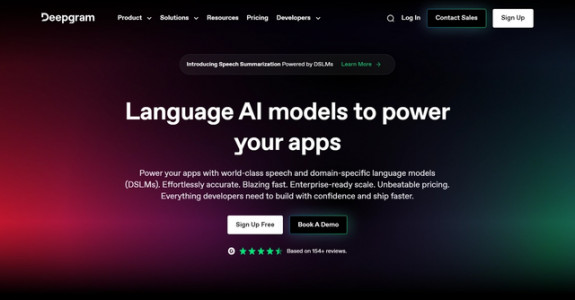 Deepgram Product Solutions Resources Pricing Developers Log In Contact Sales Sign Up
Introducing Speech Summarization Powered by DSLMs Learn More →
Language AI models to power
your apps
Power your apps with world-class speech and domain-specific language models
(DSLMs). Effortlessly accurate. Blazing fast. Enterprise-ready scale. Unbeatable pricing.
Everything developers need to build with confidence and ship faster.
Sign Up Free Book A Demo
Based on 154+ reviews.